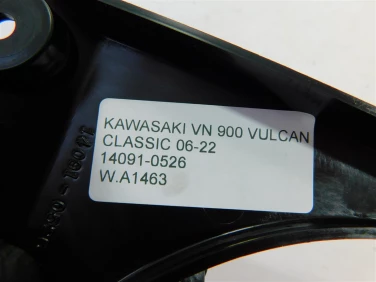 KAWASAKI VN 900 VULCAN
CLASSIC 06-22
14091-0526
W.A1463